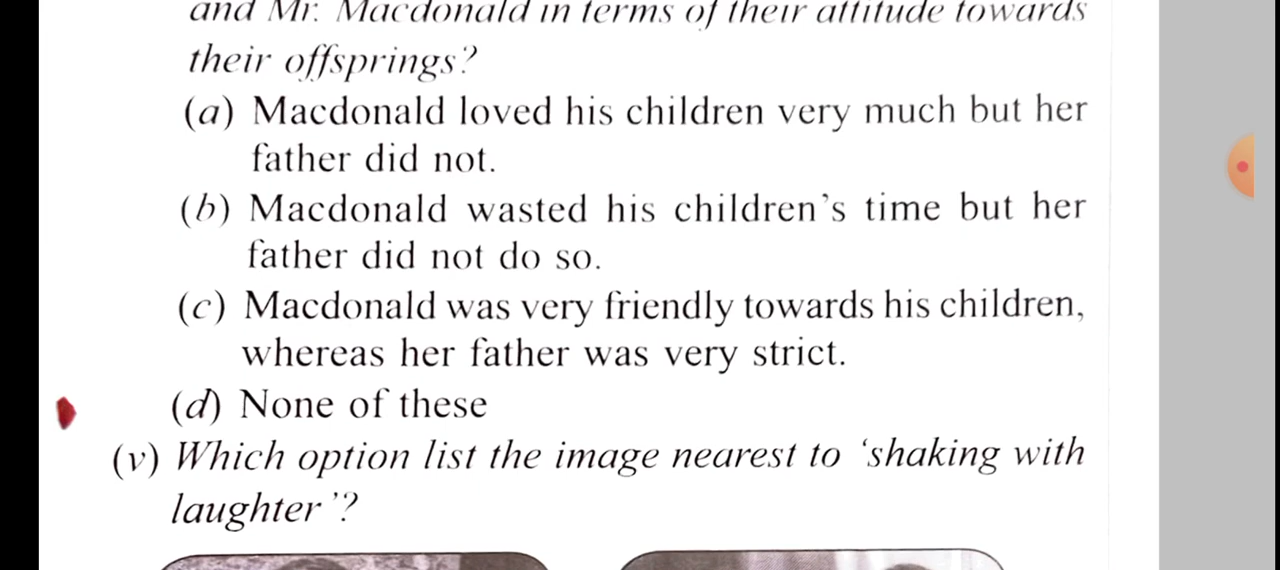 and Mr. Macdonald in terms of their attitude towards
their offsprings?
(a) Macdonald loved his children very much but her
father did not.
(b) Macdonald wasted his children's time but her
father did not do so.
(c) Macdonald was very friendly towards his children,
whereas her father was very strict.
(d) None of these
(v) Which option list the image nearest to 'shaking with
laughter'?